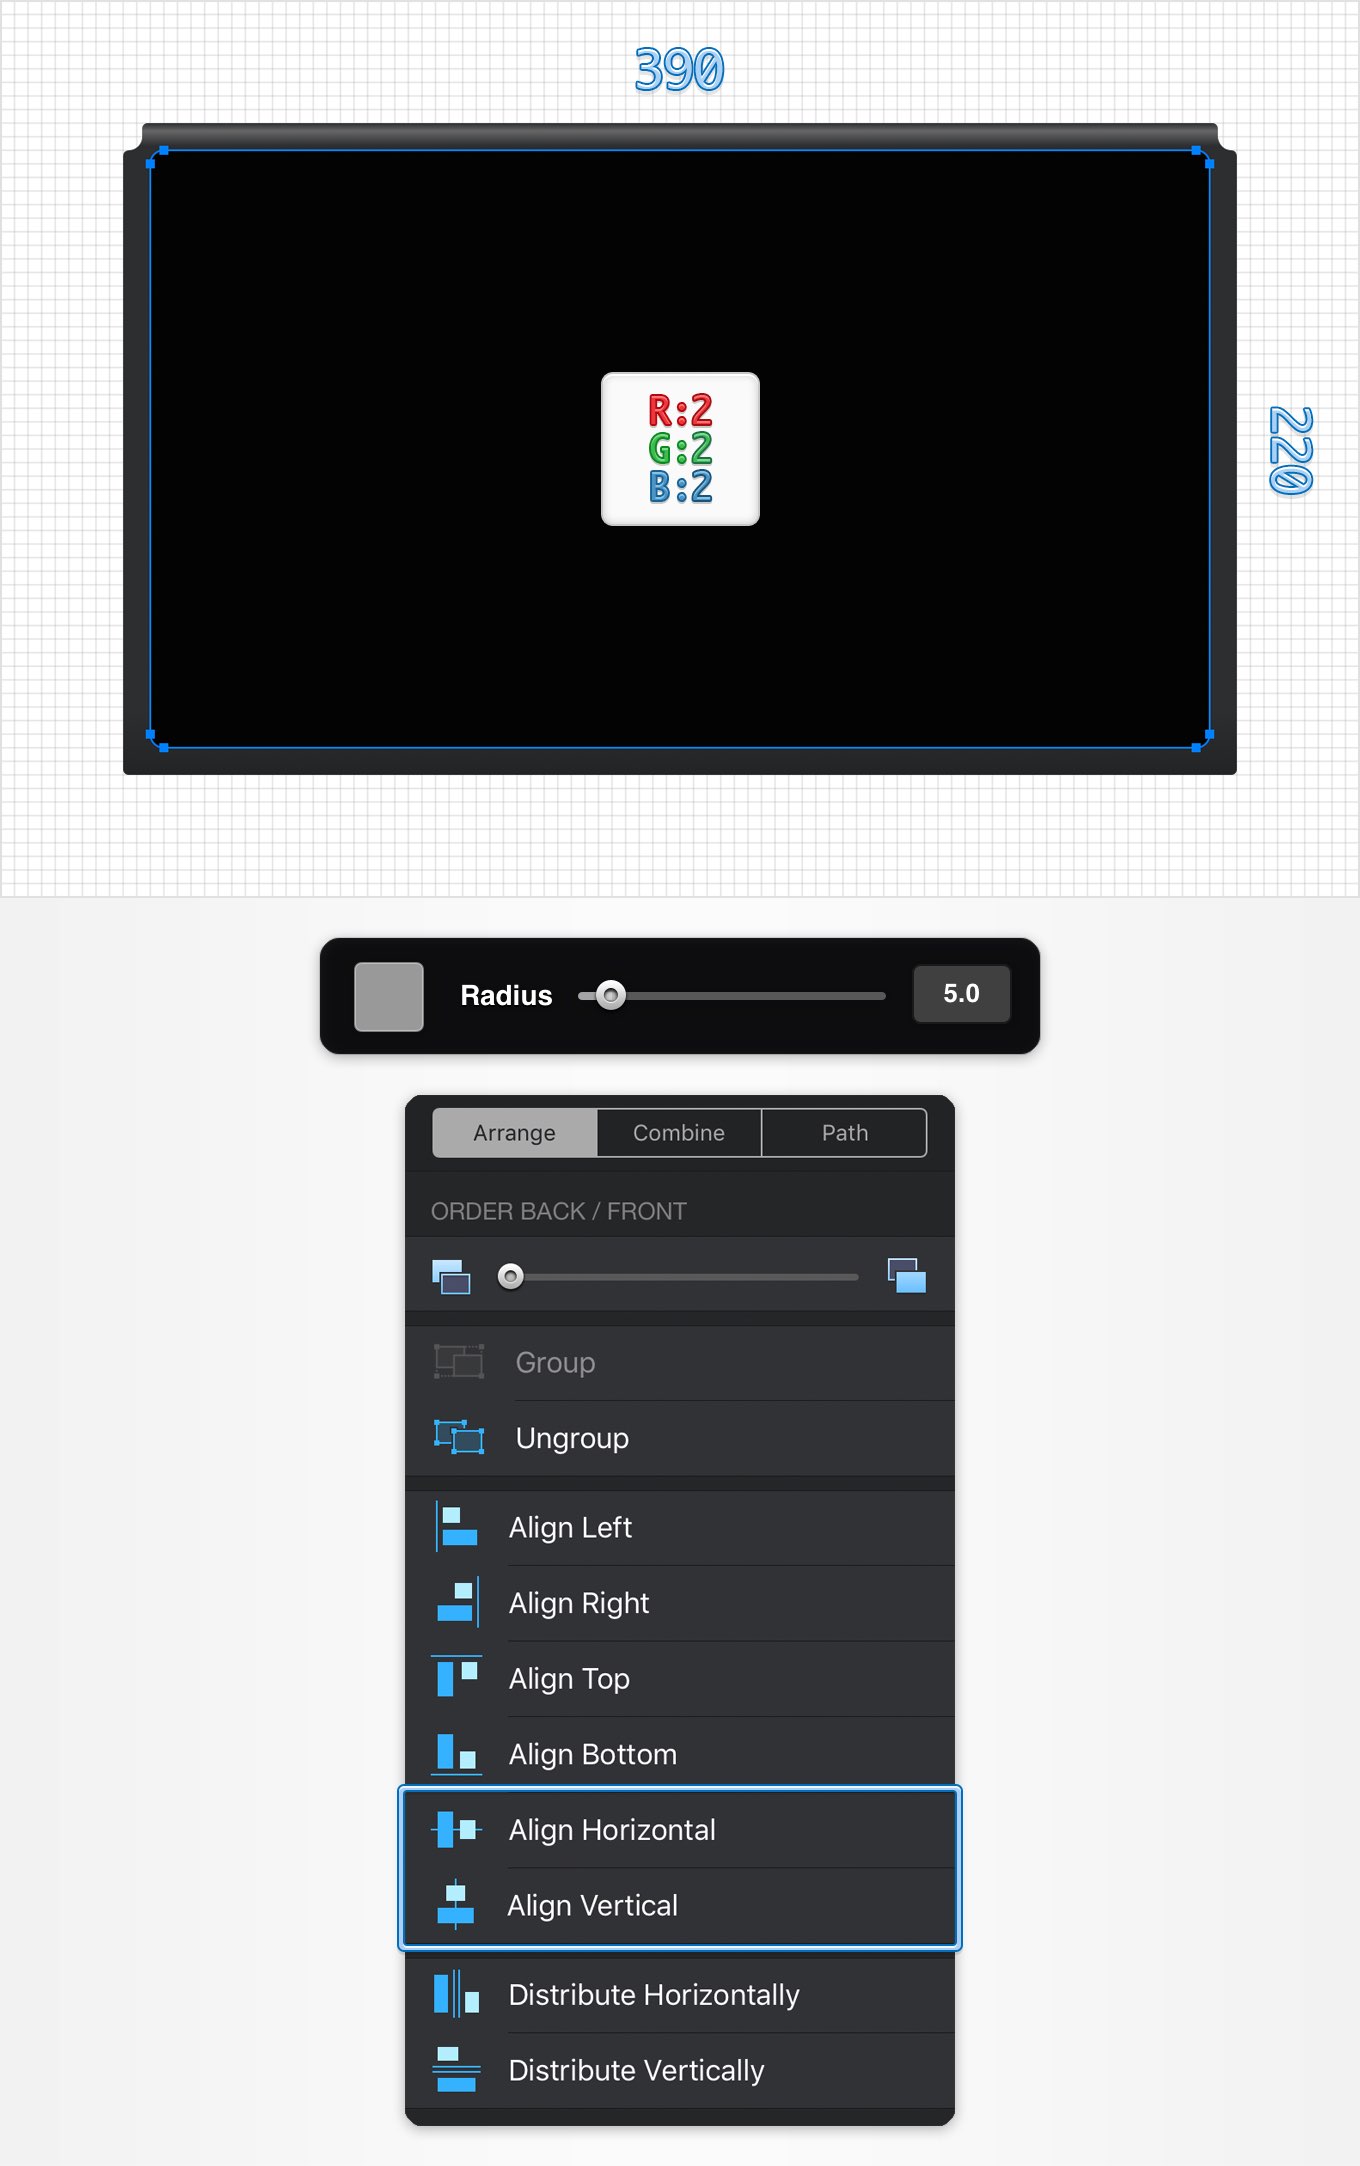 390
R:2
G:2
B:2
220
Radius 5.0
Arrange Combine Path
ORDER BACK / FRONT
Group
Ungroup
Align Left
Align Right
Align Top
Align Bottom
Align Horizontal
Align Vertical
Distribute Horizontally
Distribute Vertically